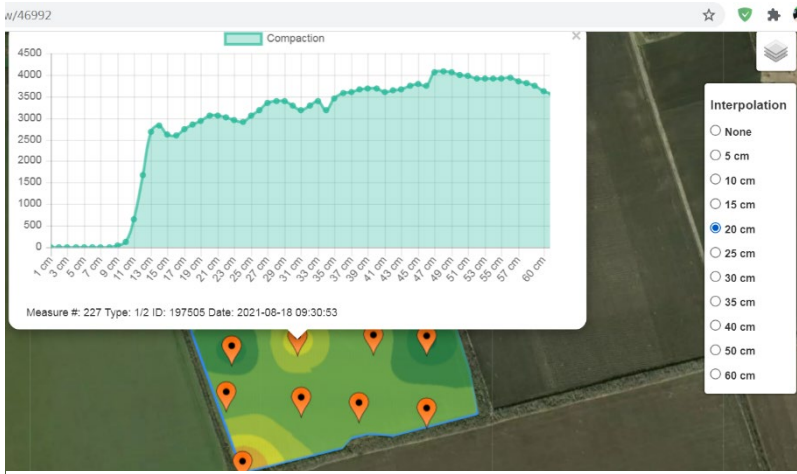 w/46992
Compaction
×
4500
4000
3500
3000
2500
2000
1500
1000
500
0
1 cm
3 cm
5 cm
7 cm
9 cm
11 cm
13 cm
15 cm
17 cm
19 cm
21 cm
23 cm
25 cm
27 cm
29 cm
31 cm
33 cm
35 cm
37 cm
39 cm
41 cm
43 cm
45 cm
47 cm
49 cm
51 cm
53 cm
55 cm
57 cm
60 cm
Measure #: 227 Type: 1/2 ID: 197505 Date: 2021-08-18 09:30:53
Interpolation
None
5 cm
10 cm
15 cm
20 cm
25 cm
30 cm
35 cm
40 cm
50 cm
60 cm